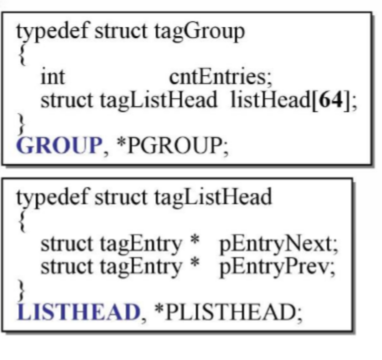 typedef struct tagGroup
{
int cntEntries;
struct tagListHead listHead[64];
}
GROUP, *PGROUP;
typedef struct tagListHead
{
struct tagEntry * pEntryNext;
struct tagEntry * pEntryPrev;
}
LISTHEAD, *PLISTHEAD;